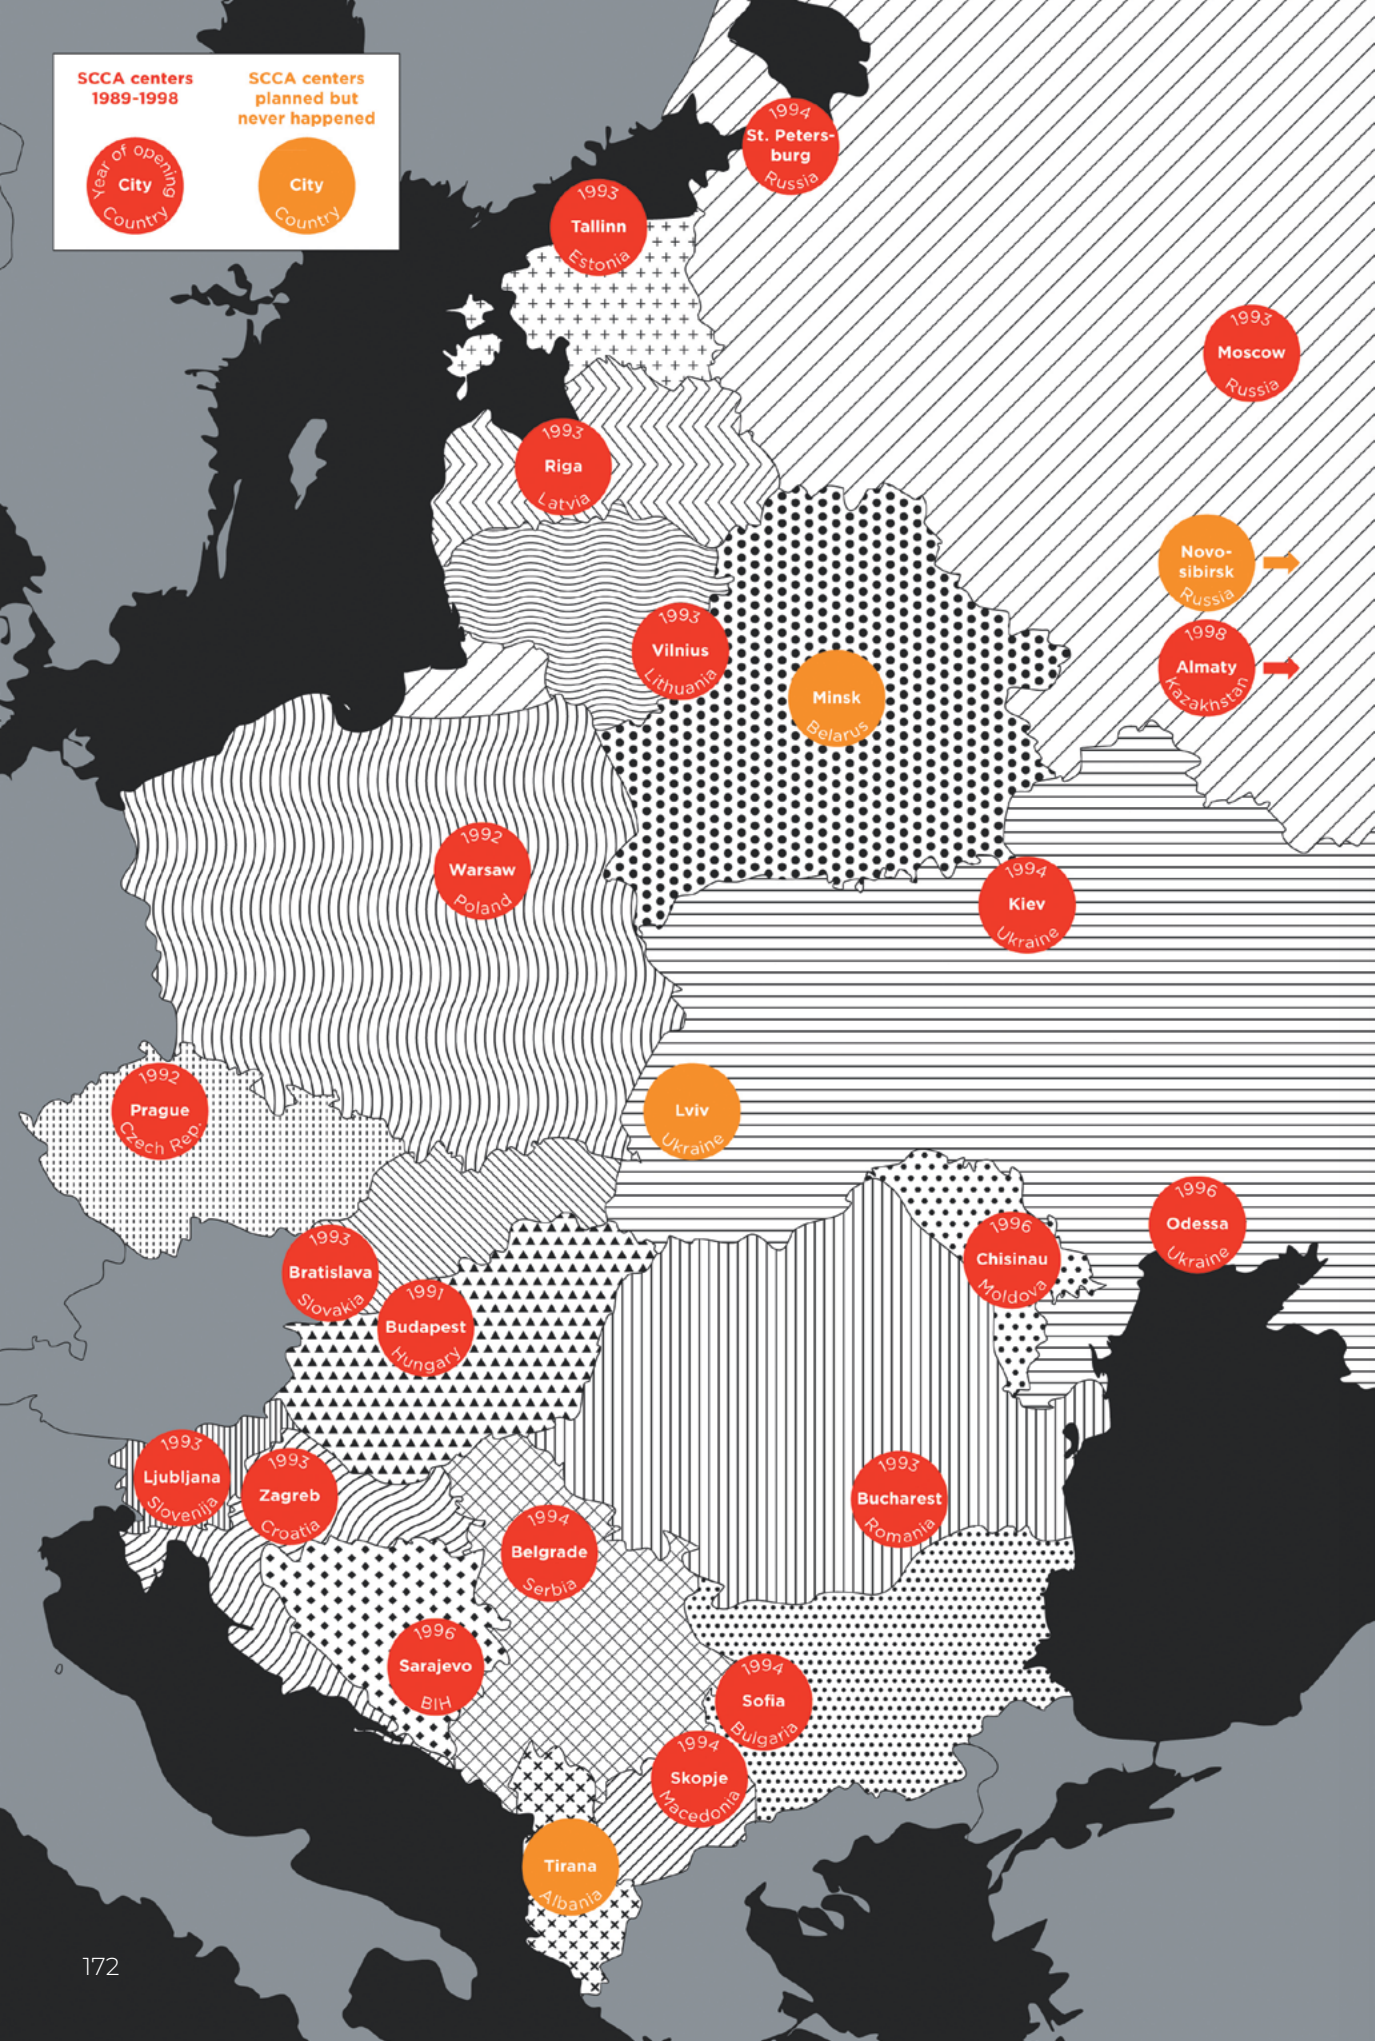 SCCA centers
1989-1998
Year of opening
City
Country
SCCA centers
planned but
never happened
City
Country
1994
St. Peters-
burg
Russia
1993
Tallinn
Estonia
1993
Moscow
Russia
1993
Riga
Latvia
Novo-
sibirsk
Russia
1993
Vilnius
Lithuania
1998
Almaty
Kazakhstan
Minsk
Belarus
1992
Warsaw
Poland
1994
Kiev
Ukraine
1992
Prague
Czech Rep.
Lviv
Ukraine
1996
Odessa
Ukraine
1996
Chisinau
Moldova
1993
Bratislava
Slovakia
1991
Budapest
Hungary
1993
Ljubljana
Slovenija
1993
Zagreb
Croatia
1993
Bucharest
Romania
1994
Belgrade
Serbia
1996
Sarajevo
BIH
1994
Sofia
Bulgaria
1994
Skopje
Macedonia
Tirana
Albania
172